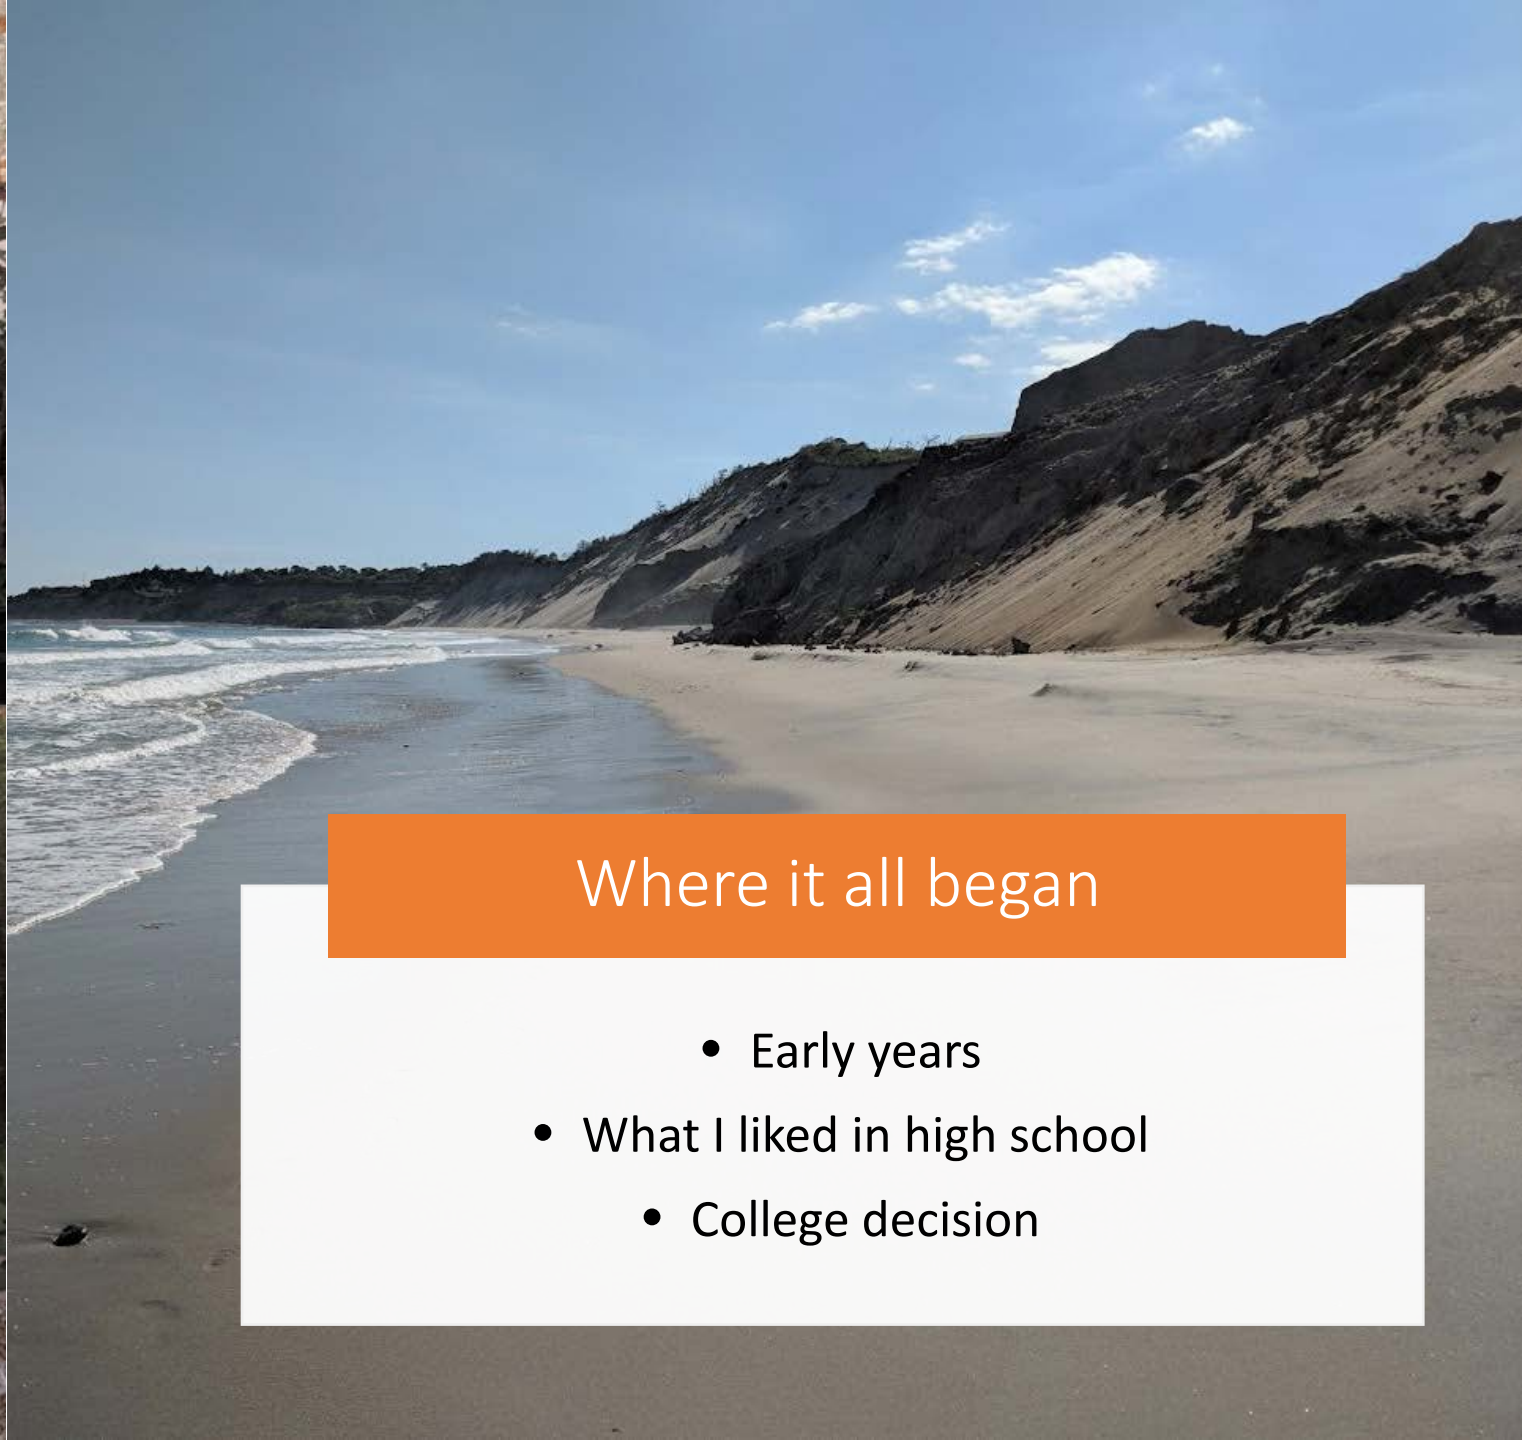 Where it all began
• Early years
• What I liked in high school
• College decision